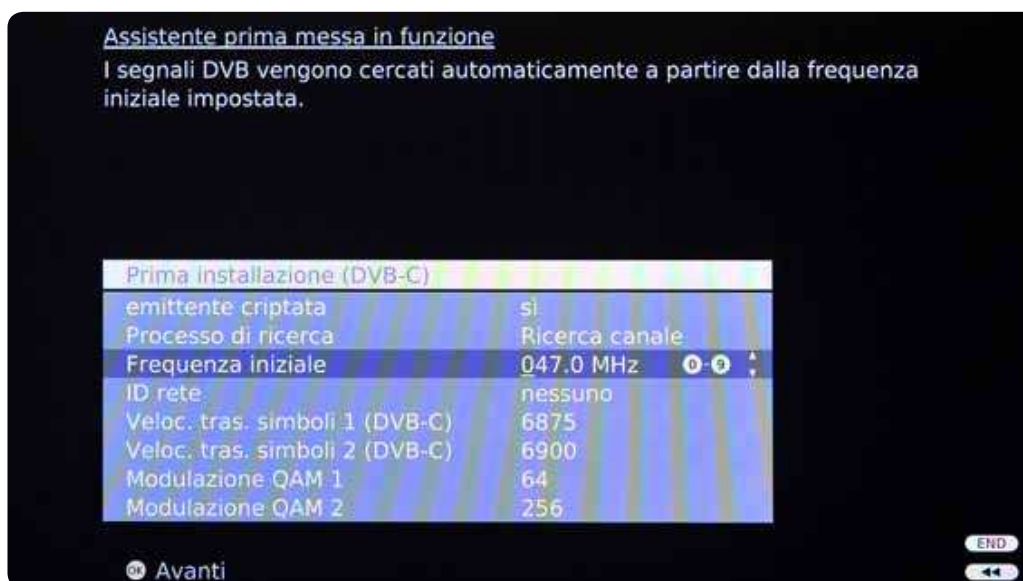 Assistente prima messa in funzione
I segnali DVB vengono cercati automaticamente a partire dalla frequenza
iniziale impostata.
Prima installazione (DVB-C)
emittente criptata sì
Processo di ricerca Ricerca canale
Frequenza iniziale 047.0 MHz 0-9
ID rete nessuno
Veloc. tras. simboli 1 (DVB-C) 6875
Veloc. tras. simboli 2 (DVB-C) 6900
Modulazione QAM 1 64
Modulazione QAM 2 256
END
OK Avanti